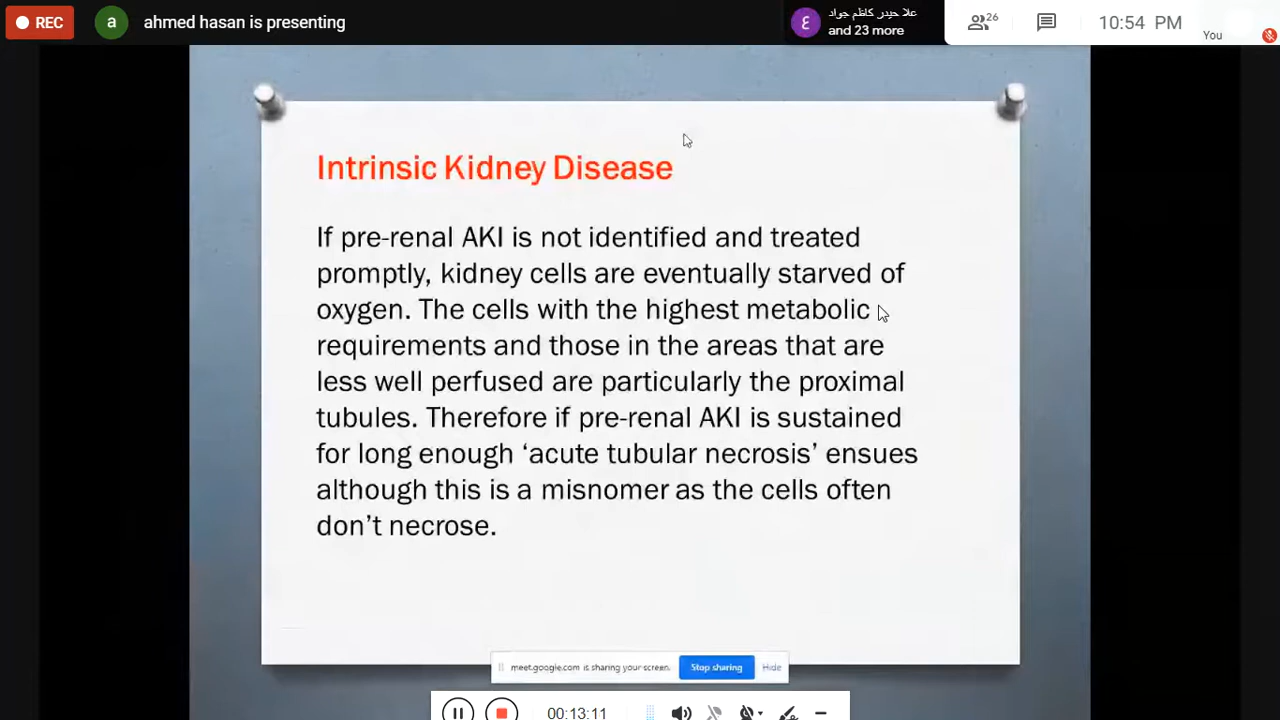 REC
a
ahmed hasan is presenting
ع
علا حيدر كاظم جواد
and 23 more
26
10:54 PM
You
Intrinsic Kidney Disease
If pre-renal AKI is not identified and treated
promptly, kidney cells are eventually starved of
oxygen. The cells with the highest metabolic
requirements and those in the areas that are
less well perfused are particularly the proximal
tubules. Therefore if pre-renal AKI is sustained
for long enough ‘acute tubular necrosis’ ensues
although this is a misnomer as the cells often
don’t necrose.
meet.google.com is sharing your screen.
Stop sharing
Hide
00:13:11